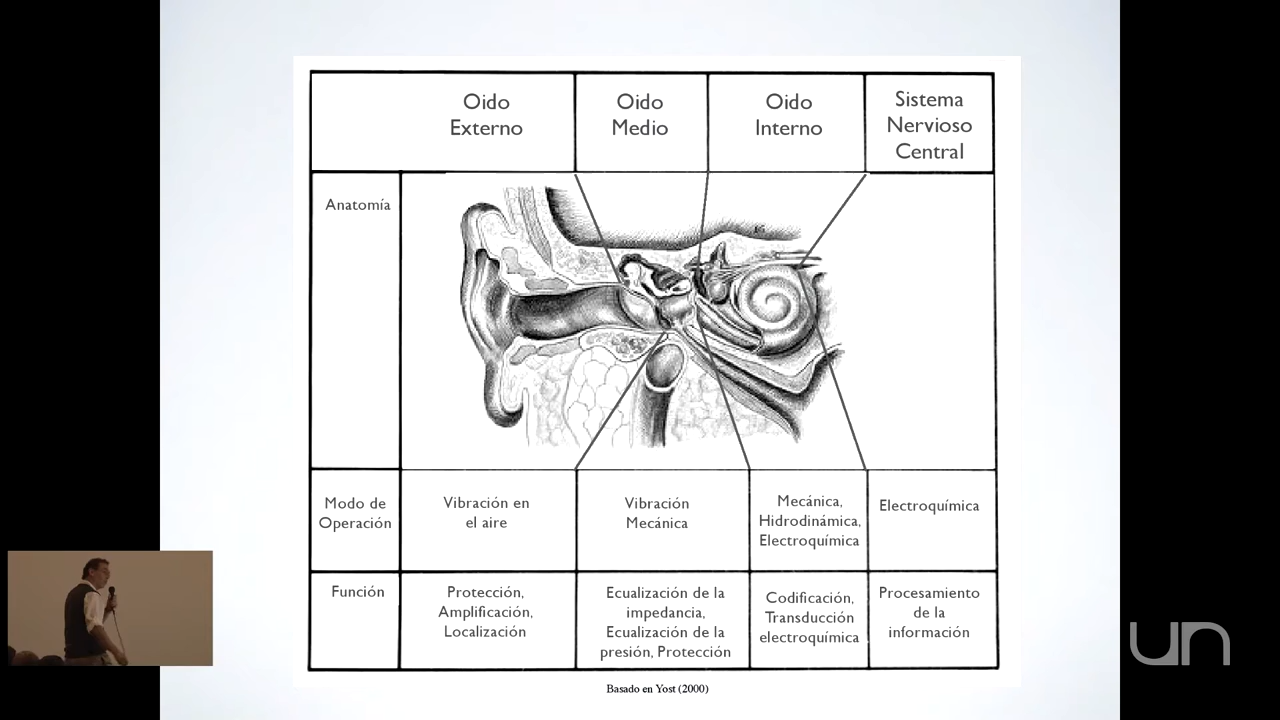 Oido
Externo
Oido
Medio
Oido
Interno
Sistema
Nervioso
Central
Anatomía
Modo de
Operación
Vibración en
el aire
Vibración
Mecánica
Mecánica,
Hidrodinámica,
Electroquímica
Electroquímica
Función
Protección,
Amplificación,
Localización
Ecualización de la
impedancia,
Ecualización de la
presión, Protección
Codificación,
Transducción
electroquímica
Procesamiento
de la
información
Basado en Yost (2000)
un